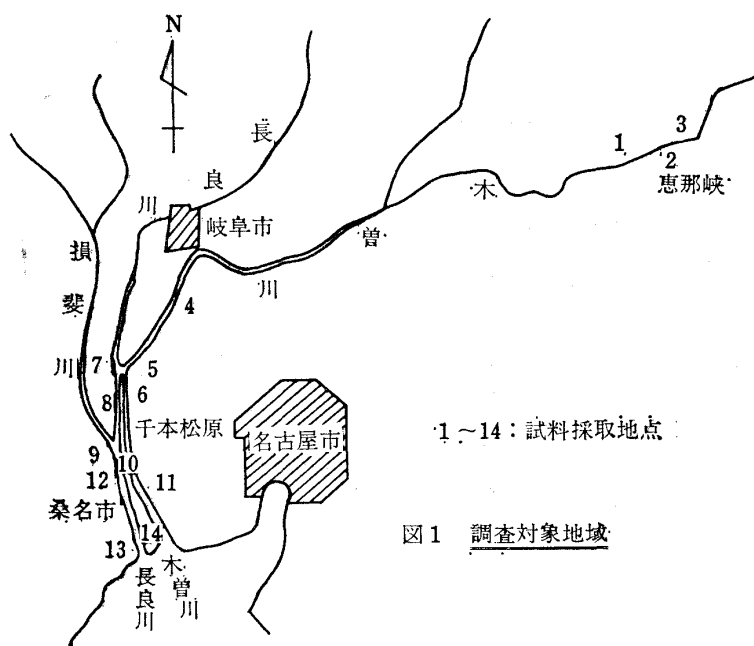 N
長
良
川
岐阜市
木
曽
川
1
2
3
恵那峡
損
斐
川
4
5
6
7
8
千本松原
名古屋市
9
10
11
12
桑名市
13
14
長良川
木曽川
1～14：試料採取地点
図1 調査対象地域